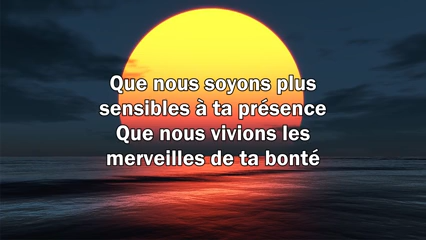 Que nous soyons plus
sensibles à ta présence
Que nous vivions les
merveilles de ta bonté